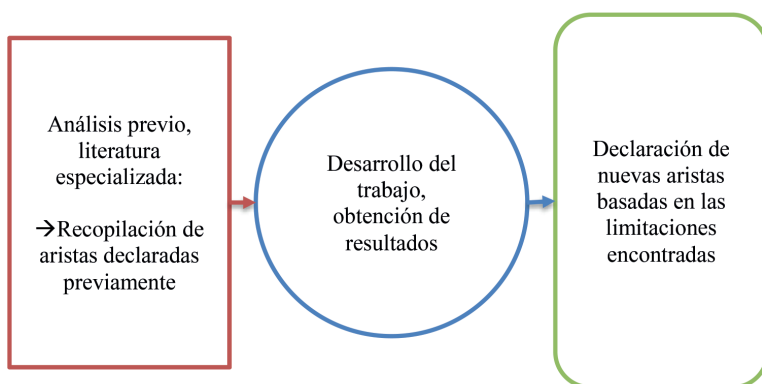 Análisis previo,
literatura
especializada:
→Recopilación de
aristas declaradas
previamente
Desarrollo del
trabajo,
obtención de
resultados
Declaración de
nuevas aristas
basadas en las
limitaciones
encontradas